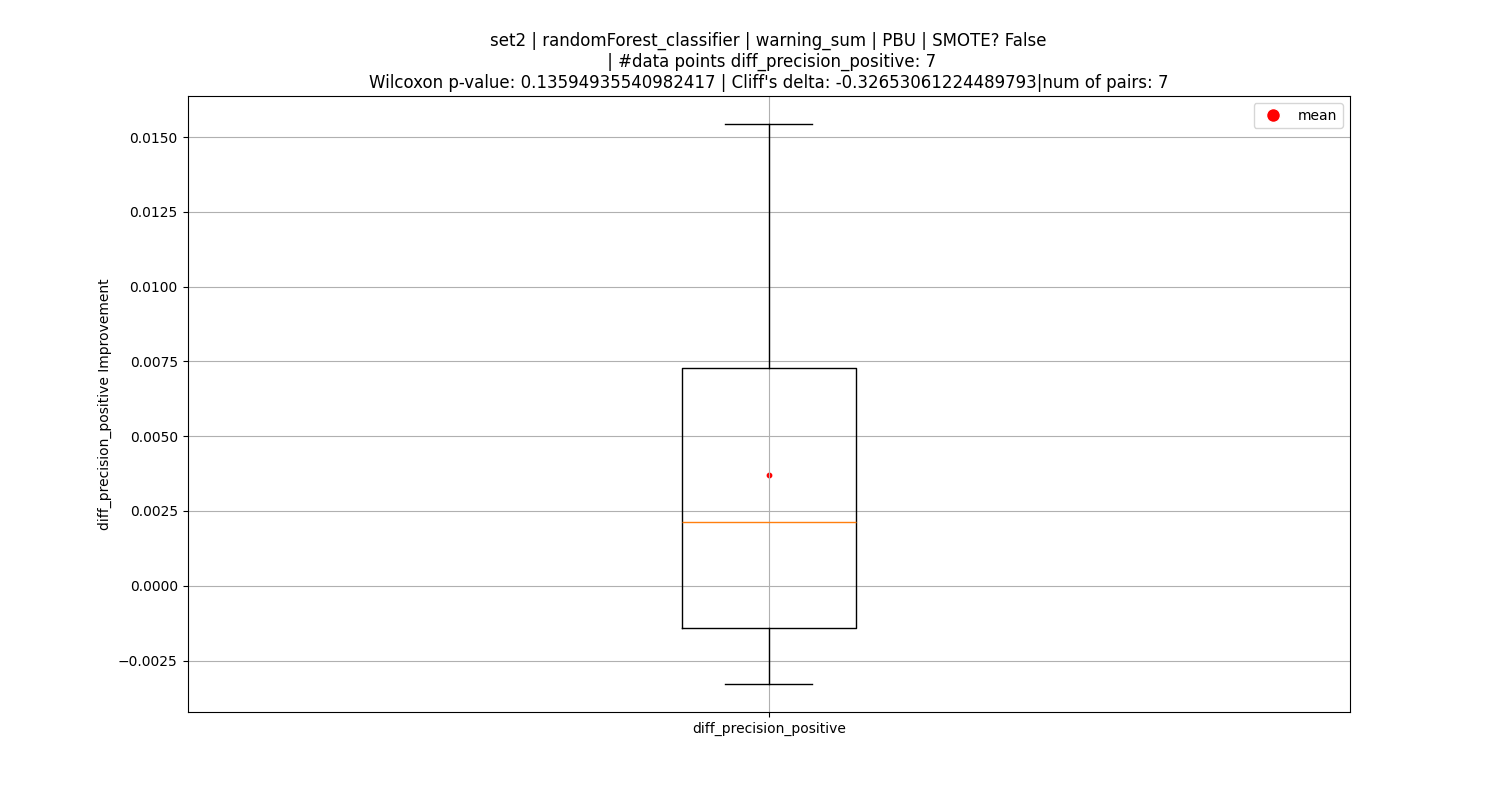 set2 | randomForest_classifier | warning_sum | PBU | SMOTE? False
| #data points diff_precision_positive: 7
Wilcoxon p-value: 0.13594935540982417 | Cliff's delta: -0.32653061224489793|num of pairs: 7
mean
0.0150
0.0125
0.0100
0.0075
0.0050
0.0025
0.0000
−0.0025
diff_precision_positive Improvement
diff_precision_positive